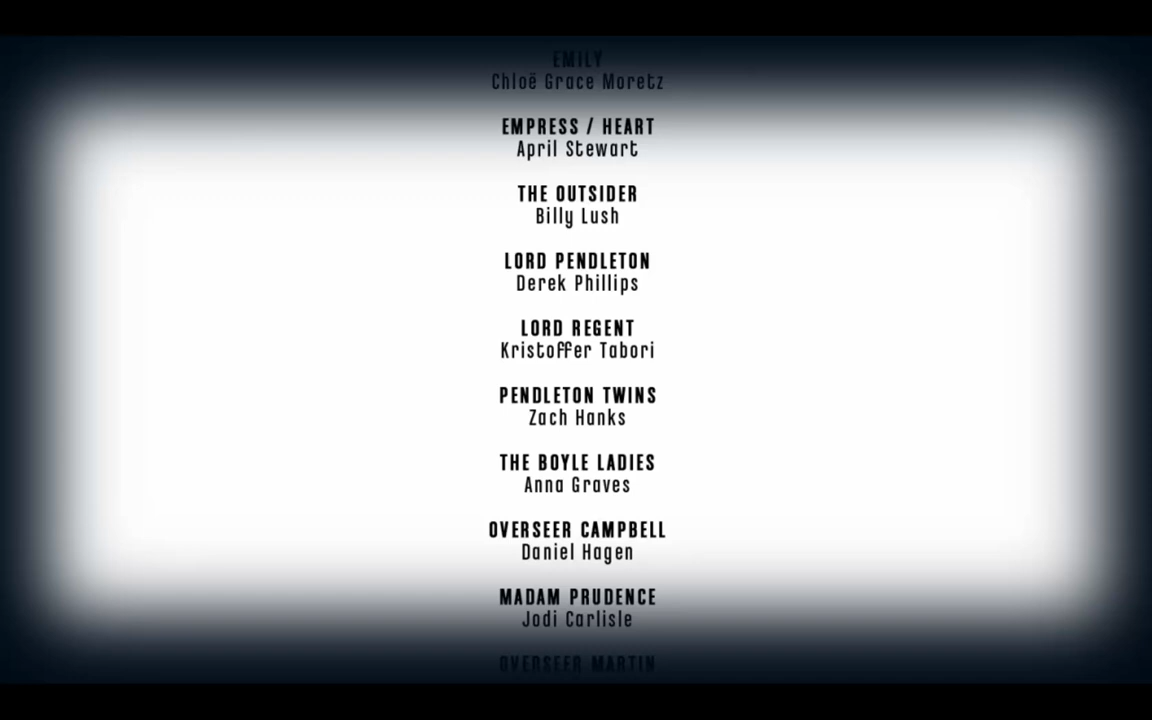 EMILY
Chloë Grace Moretz
EMPRESS / HEART
April Stewart
THE OUTSIDER
Billy Lush
LORD PENDLETON
Derek Phillips
LORD REGENT
Kristoffer Tabori
PENDLETON TWINS
Zach Hanks
THE BOYLE LADIES
Anna Graves
OVERSEER CAMPBELL
Daniel Hagen
MADAM PRUDENCE
Jodi Carlisle
OVERSEER MARTIN